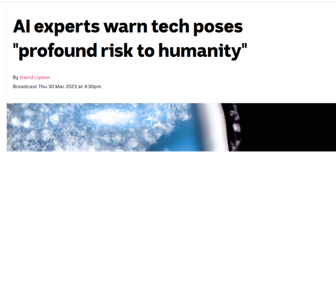 AI experts warn tech poses
"profound risk to humanity"
By David Lipson
Broadcast Thu 30 Mar 2023 at 4:30pm